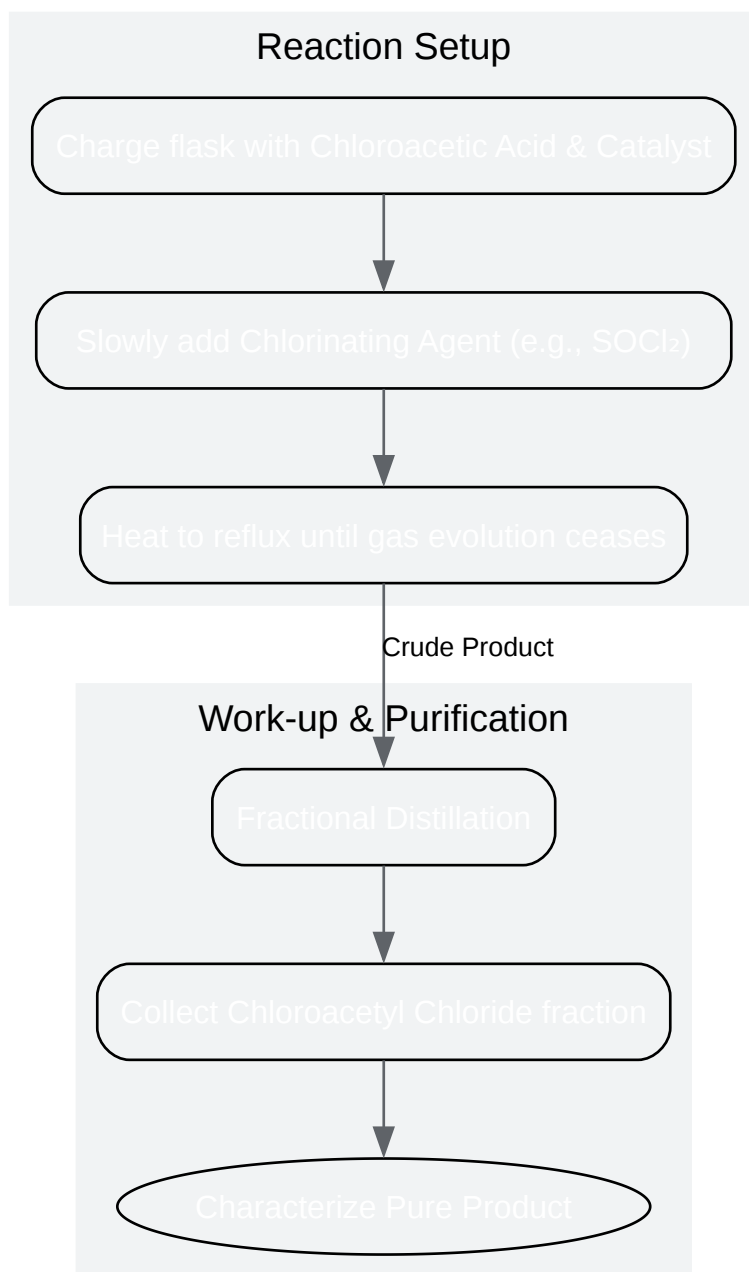 Reaction Setup
Charge flask with Chloroacetic Acid & Catalyst
Slowly add Chlorinating Agent (e.g., SOCl₂)
Heat to reflux until gas evolution ceases
Crude Product
Work-up & Purification
Fractional Distillation
Collect Chloroacetyl Chloride fraction
Characterize Pure Product